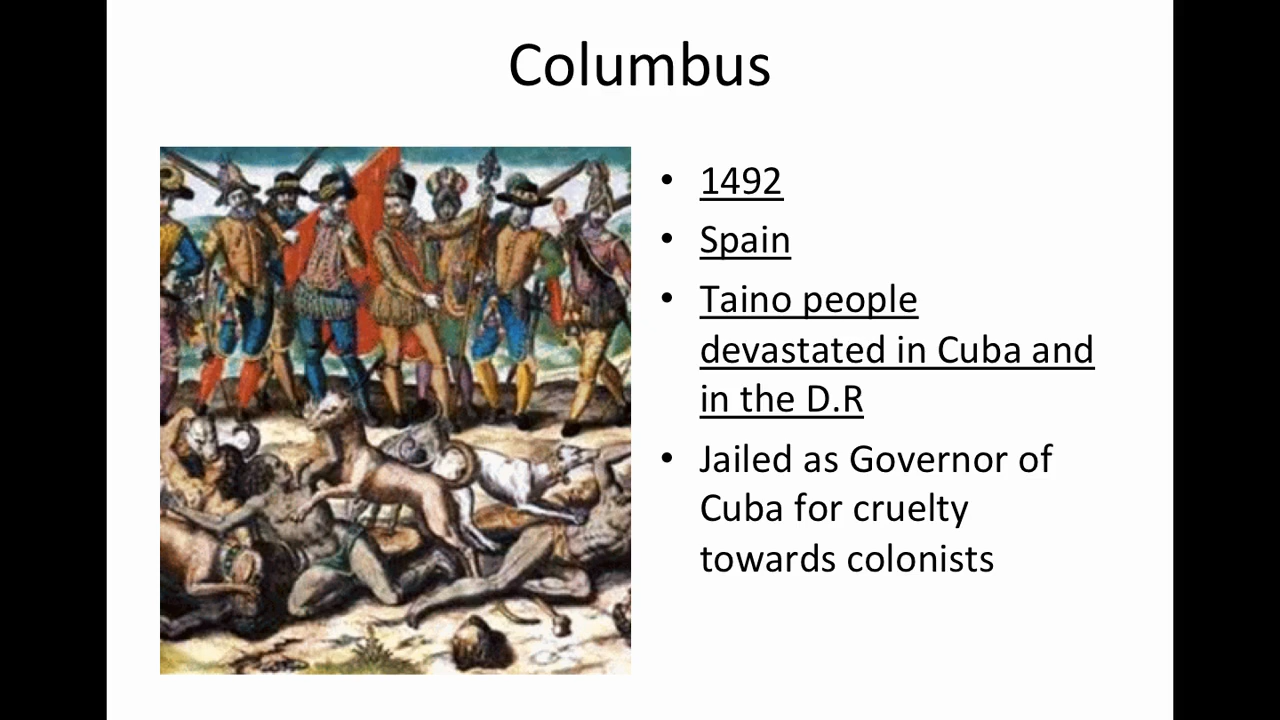 Columbus
• 1492
• Spain
• Taino people
devastated in Cuba and
in the D.R
• Jailed as Governor of
Cuba for cruelty
towards colonists